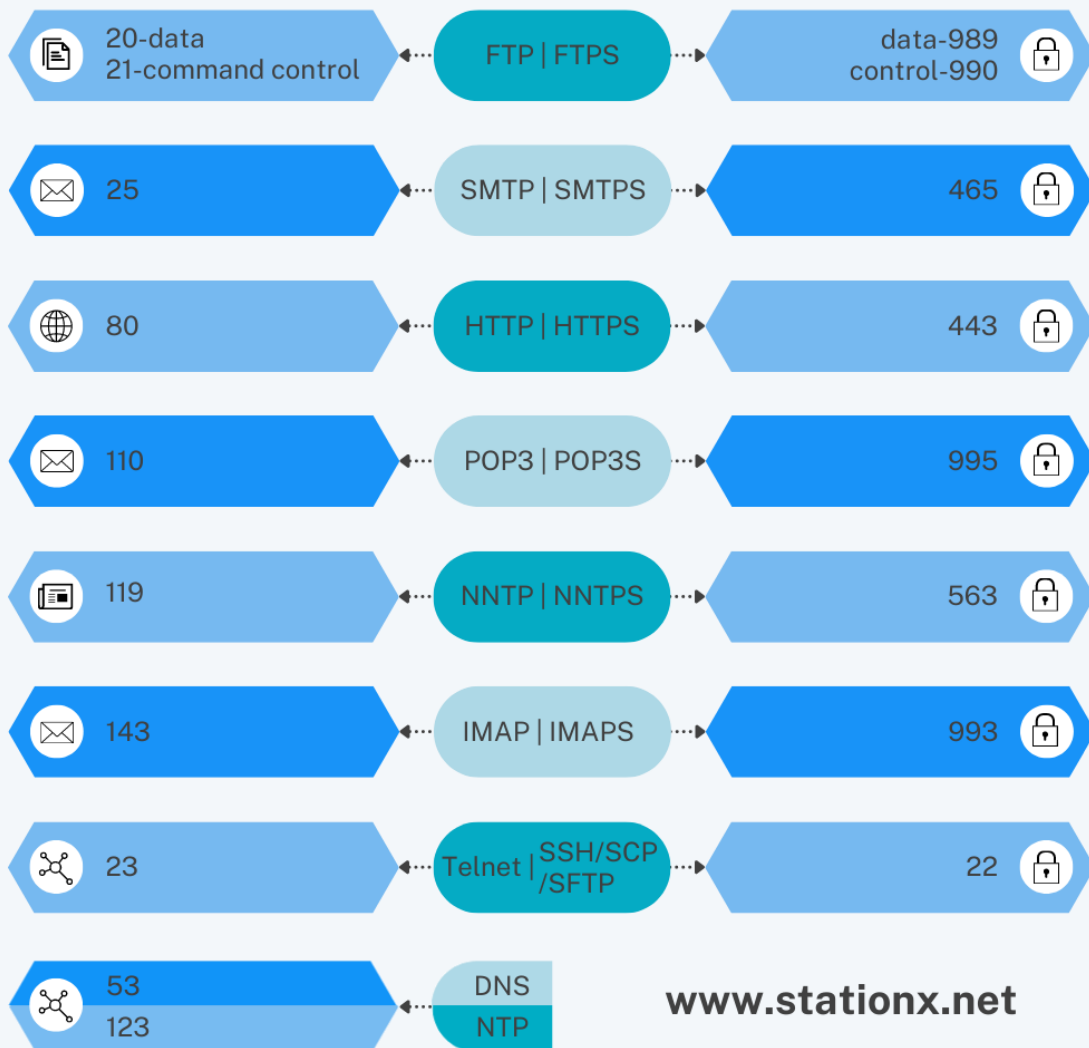 20-data
21-command control
FTP | FTPS
data-989
control-990
25
SMTP | SMTPS
465
80
HTTP | HTTPS
443
110
POP3 | POP3S
995
119
NNTP | NNTPS
563
143
IMAP | IMAPS
993
23
Telnet | SSH/SCP
/SFTP
22
53
DNS
123
NTP
www.stationx.net